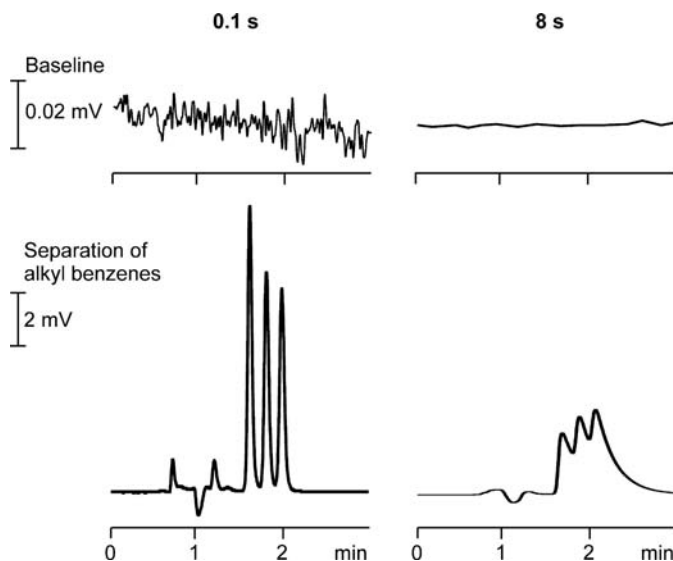 0.1 s
8 s
Baseline
0.02 mV
Separation of
alkyl benzenes
2 mV
0 1 2 min
0 1 2 min